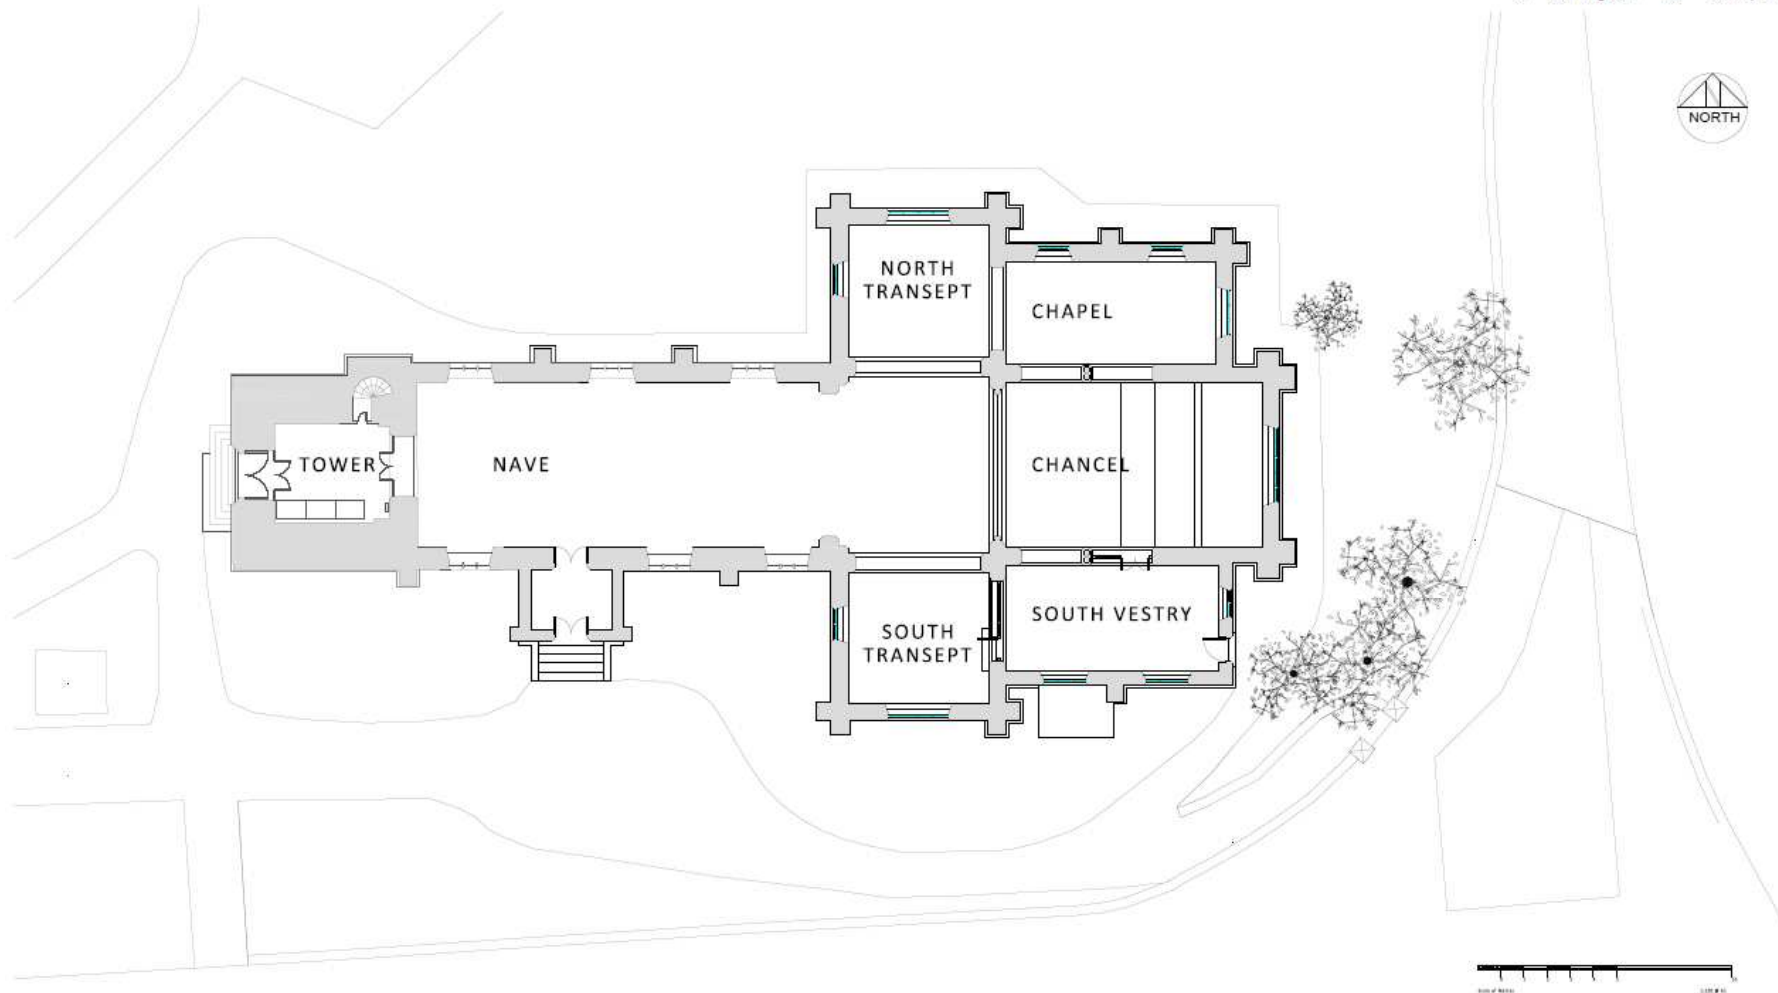 NORTH
NORTH
TRANSEPT
CHAPEL
TOWER
NAVE
CHANCEL
SOUTH VESTRY
SOUTH
TRANSEPT